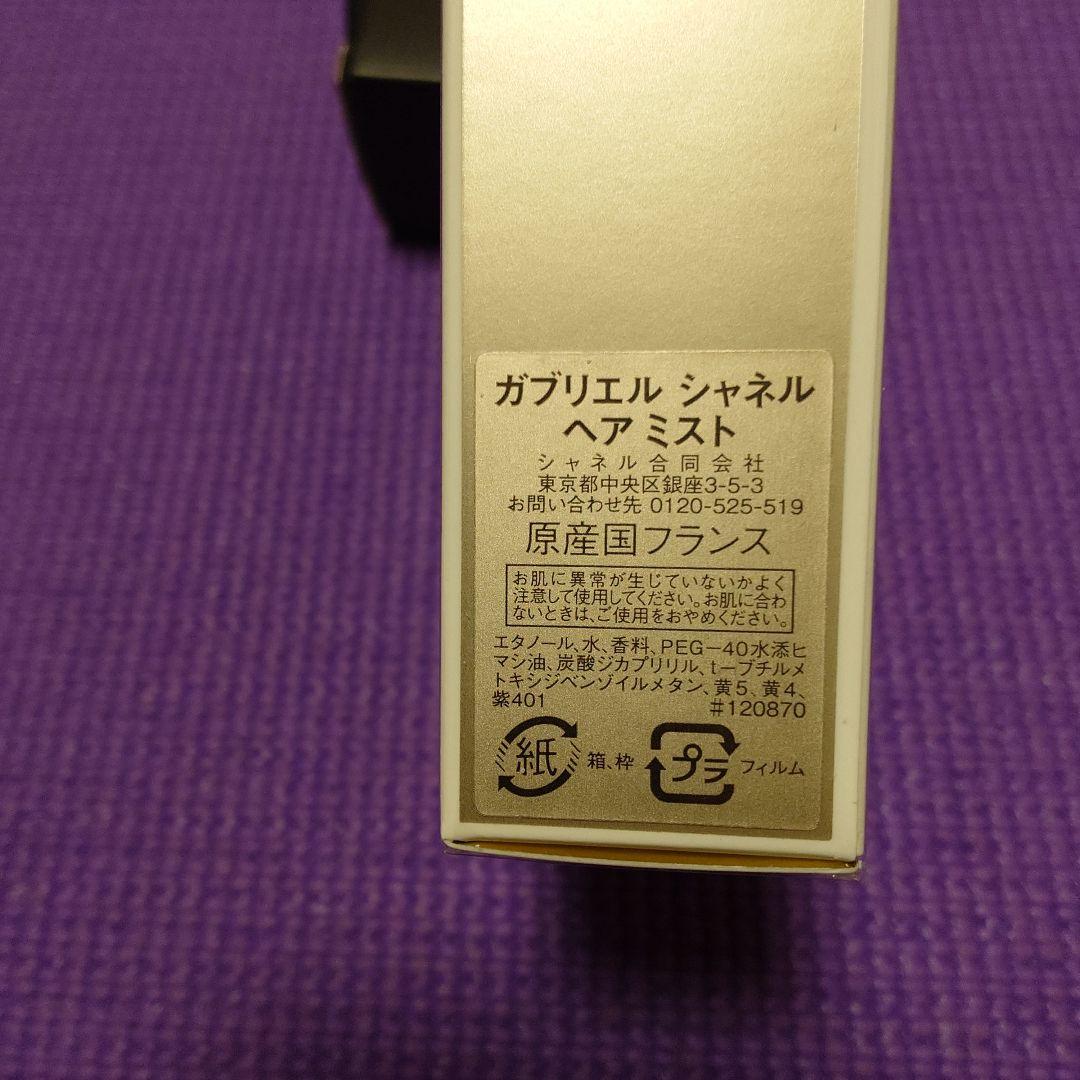 ガブリエル シャネル
ヘア ミスト
シャネル合同会社
東京都中央区銀座3-5-3
お問い合わせ先 0120-525-519
原産国フランス
お肌に異常が生じていないかよく
注意して使用してください。お肌に合わ
ないときは、ご使用をおやめください。
エタノール、水、香料、PEG－40水添ヒ
マシ油、炭酸ジカプリリル、t－ブチルメ
トキシジベンゾイルメタン、黄5、黄4、
紫401 #120870
紙 箱、枠 プラ フィルム